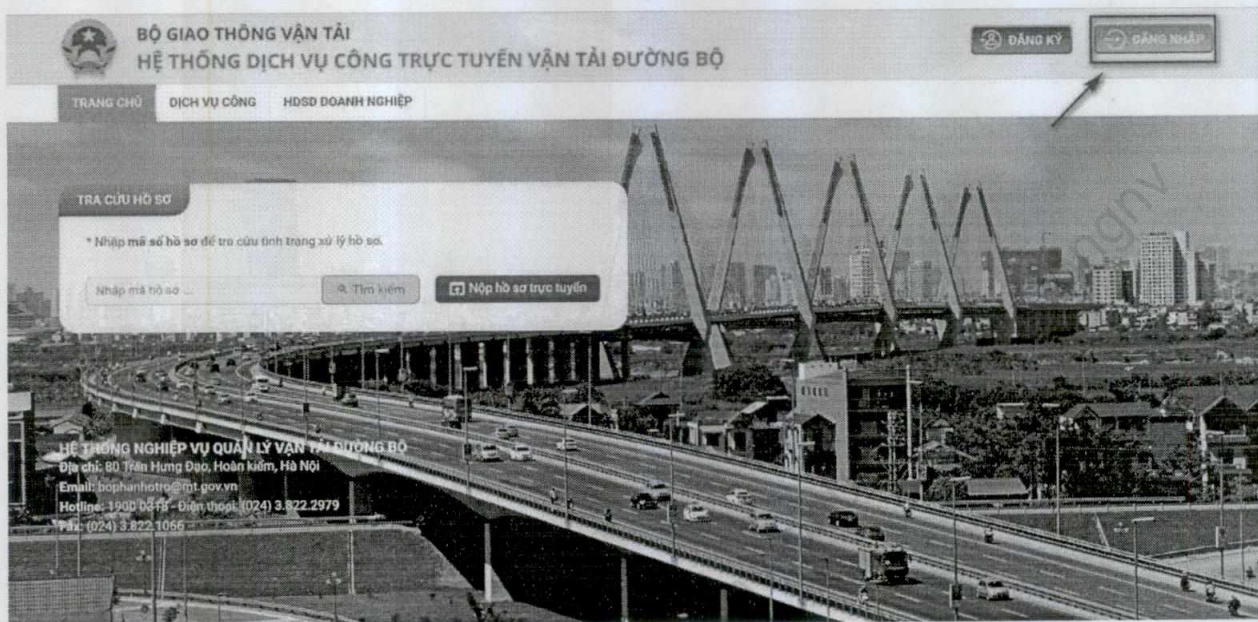 BỘ GIAO THÔNG VẬN TẢI
HỆ THỐNG DỊCH VỤ CÔNG TRỰC TUYẾN VẬN TẢI ĐƯỜNG BỘ
ĐĂNG KÝ
ĐĂNG NHẬP
TRANG CHỦ DỊCH VỤ CÔNG HDSD DOANH NGHIỆP
TRA CỨU HỒ SƠ
* Nhập mã số hồ sơ để tra cứu tình trạng xử lý hồ sơ.
Nhập mã hồ sơ ... Tìm kiếm Nộp hồ sơ trực tuyến
HỆ THỐNG NGHIỆP VỤ QUẢN LÝ VẬN TẢI ĐƯỜNG BỘ
Địa chỉ: 80 Trần Hưng Đạo, Hoàn kiếm, Hà Nội
Email: bophanhotro@mt.gov.vn
Hotline: 1900 0318 - Điện thoại: (024) 3.822.2979
Fax: (024) 3.822.1066